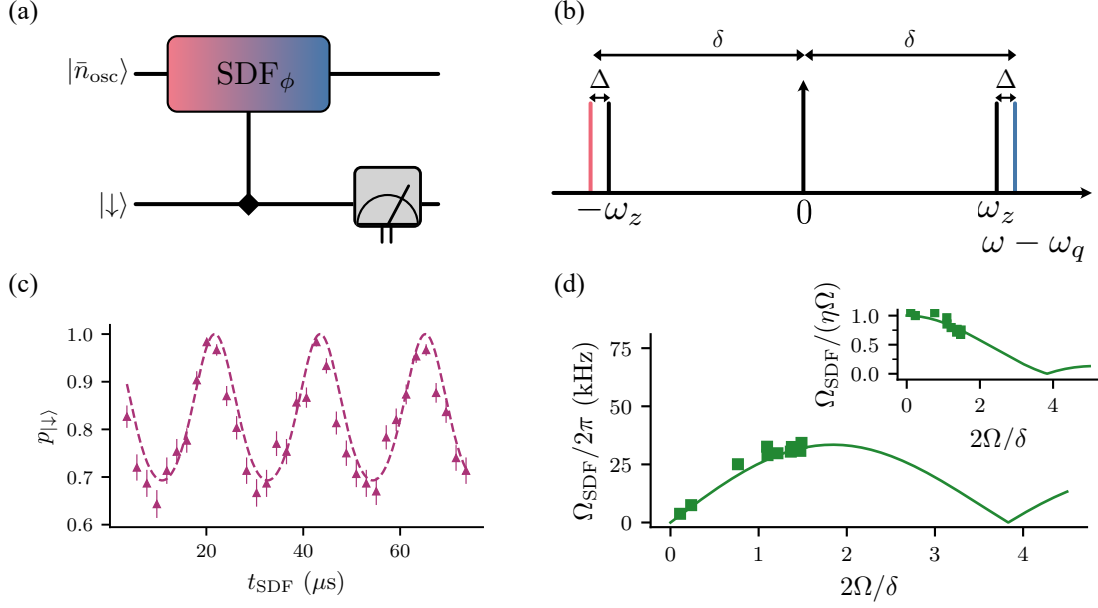 (a)
|n̄osc⟩
SDFϕ
|↓⟩
(b)
δ
δ
Δ
Δ
−ωz
0
ωz
ω − ωq
(c)
1.0
0.9
0.8
0.7
0.6
p|↓⟩
20
40
60
tSDF (μs)
(d)
ΩSDF/2π (kHz)
75
50
25
0
0
1
2
3
4
2Ω/δ
ΩSDF/(ηΩ)
1.0
0.5
0.0
0
2
4
2Ω/δ